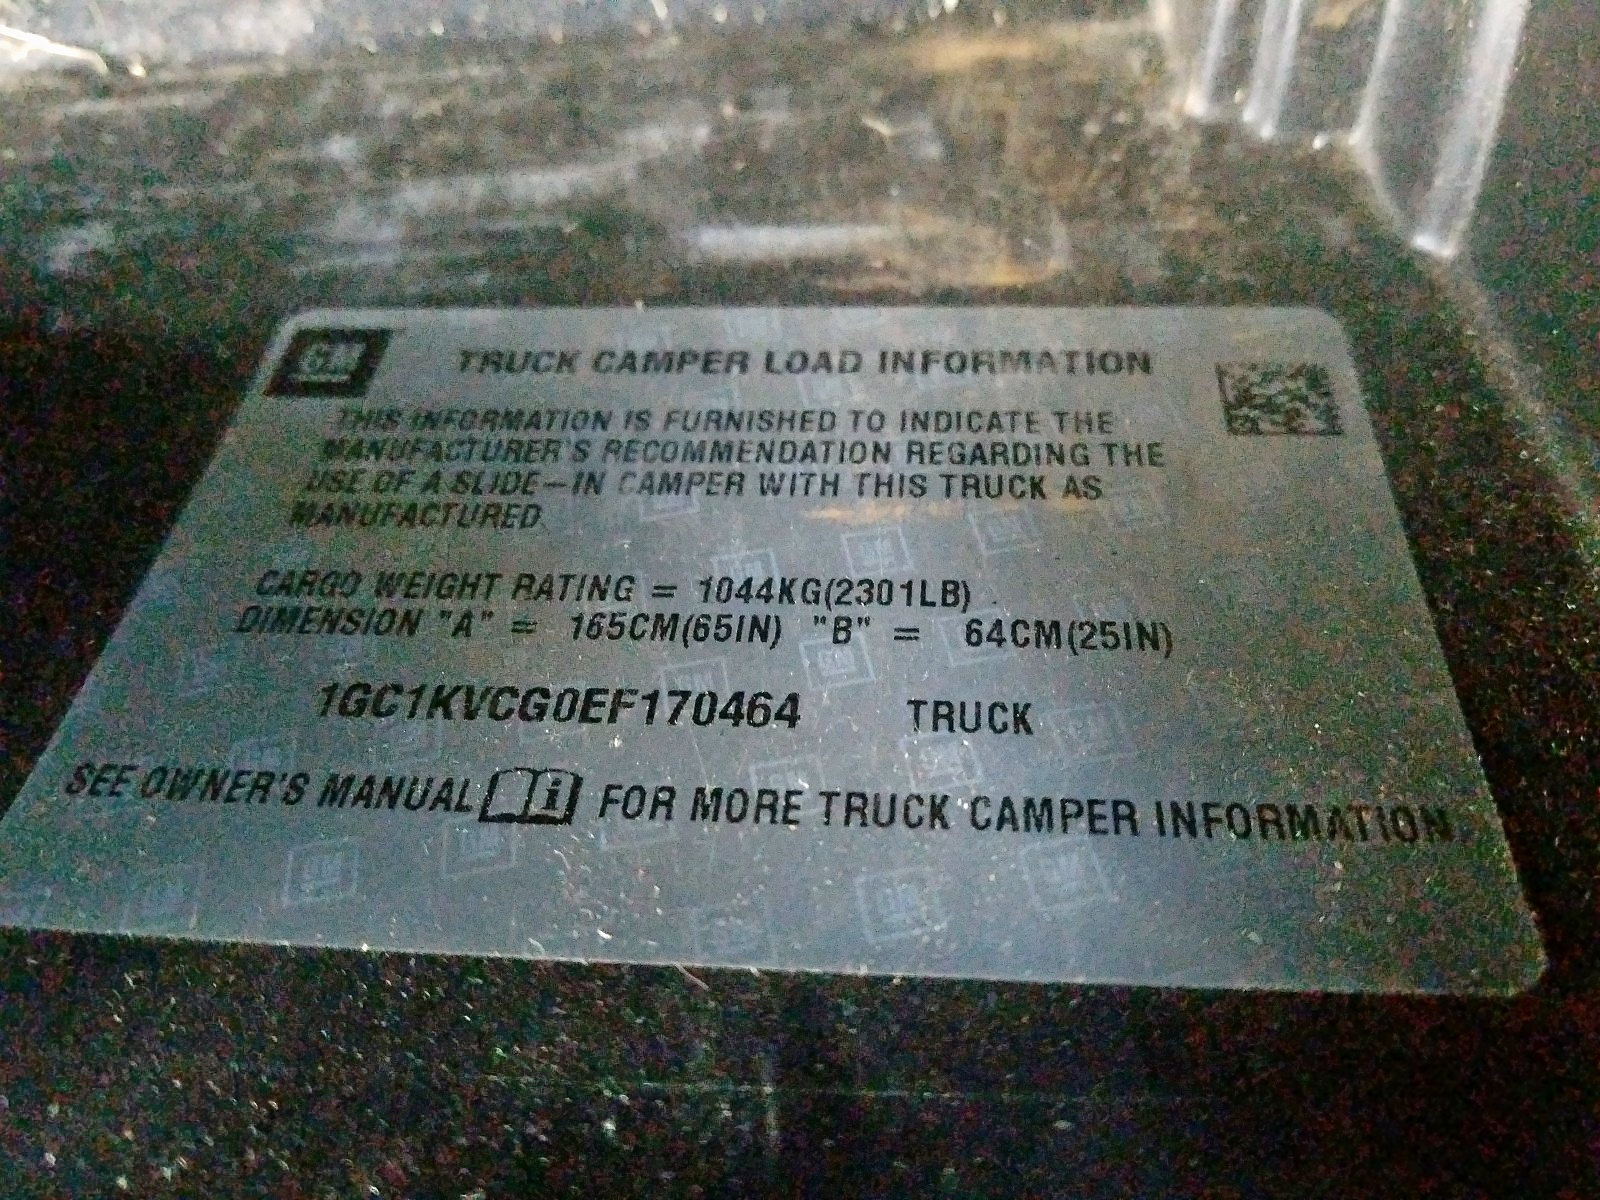 GM
TRUCK CAMPER LOAD INFORMATION
THIS INFORMATION IS FURNISHED TO INDICATE THE
MANUFACTURER'S RECOMMENDATION REGARDING THE
USE OF A SLIDE-IN CAMPER WITH THIS TRUCK AS
MANUFACTURED
CARGO WEIGHT RATING = 1044KG(2301LB)
DIMENSION "A" = 165CM(65IN) "B" = 64CM(25IN)
1GC1KVCG0EF170464 TRUCK
SEE OWNER'S MANUAL i FOR MORE TRUCK CAMPER INFORMATION